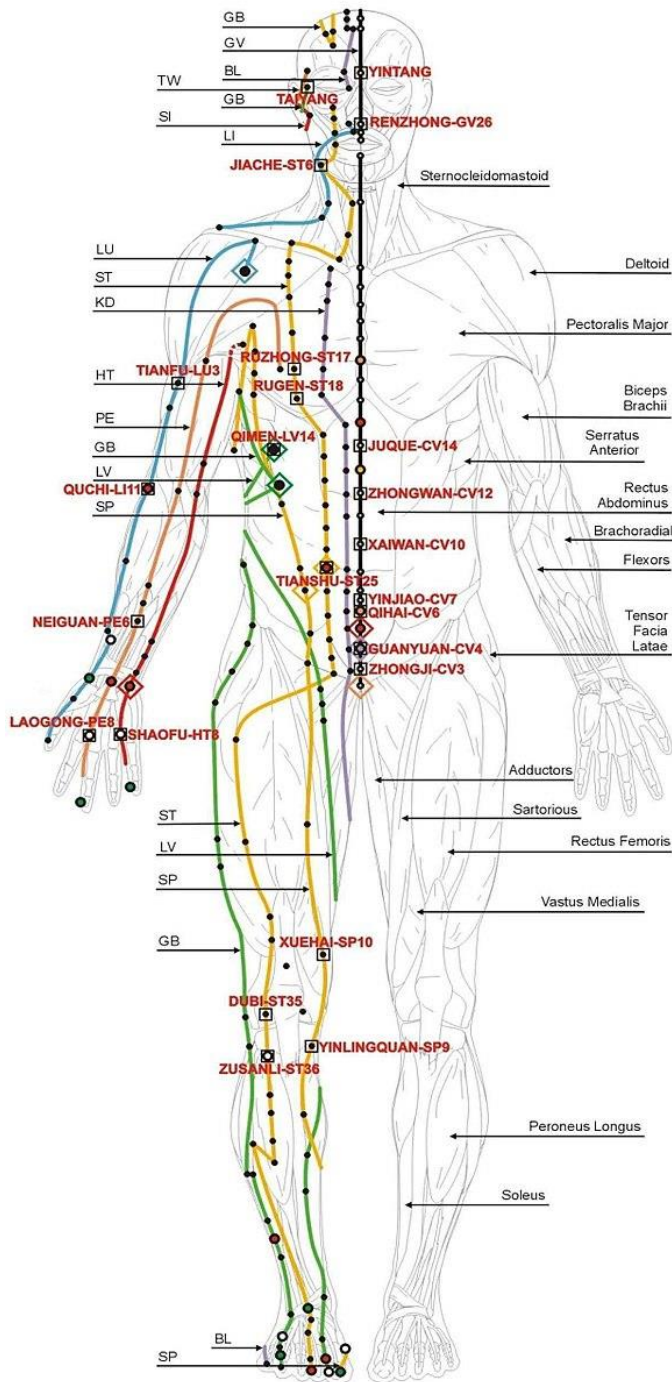 GB
GV
BL
YINTANG
TW
TAIYANG
GB
SI
RENZHONG-GV26
LI
JIACHE-ST6
Sternocleidomastoid
LU
Deltoid
ST
KD
Pectoralis Major
RUZHONG-ST17
TIANFU-LU3
HT
RUGEN-ST18
Biceps
Brachii
PE
QIMEN-LV14
JUQUE-CV14
Serratus
Anterior
GB
LV
QUCHI-LI11
ZHONGWAN-CV12
Rectus
Abdominus
SP
Brachoradial
XAIWAN-CV10
Flexors
TIANSHU-ST25
YINJIAO-CV7
QIHAI-CV6
NEIGUAN-PE6
Tensor
Facia
Latae
GUANYUAN-CV4
ZHONGJI-CV3
LAOGONG-PE8
SHAOFU-HT8
Adductors
ST
Sartorious
LV
Rectus Femoris
SP
Vastus Medialis
GB
XUEHAI-SP10
DUBI-ST35
YINLINGQUAN-SP9
ZUSANLI-ST36
Peroneus Longus
Soleus
BL
SP